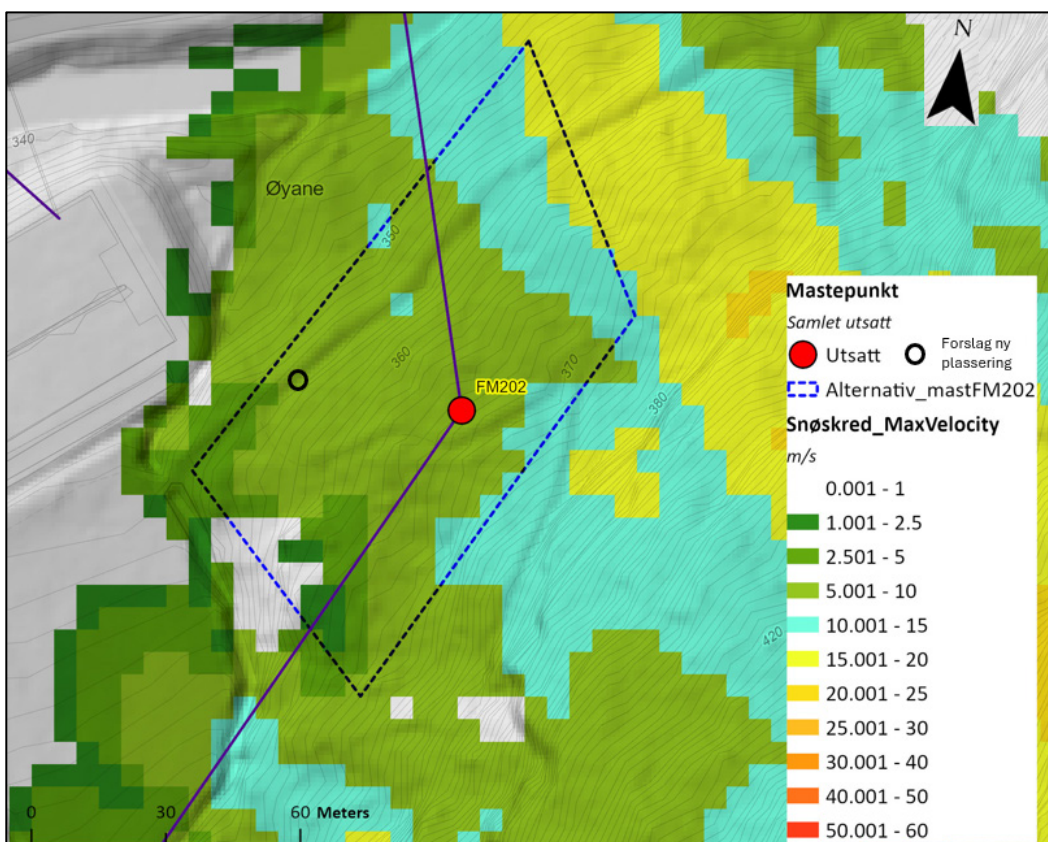 N
340
Øyane
350
360
FM202
370
380
420
Mastepunkt
Samlet utsatt
Utsatt
Forslag ny
plassering
Alternativ_mastFM202
Snøskred_MaxVelocity
m/s
0.001 - 1
1.001 - 2.5
2.501 - 5
5.001 - 10
10.001 - 15
15.001 - 20
20.001 - 25
25.001 - 30
30.001 - 40
40.001 - 50
50.001 - 60
0 30 60 Meters